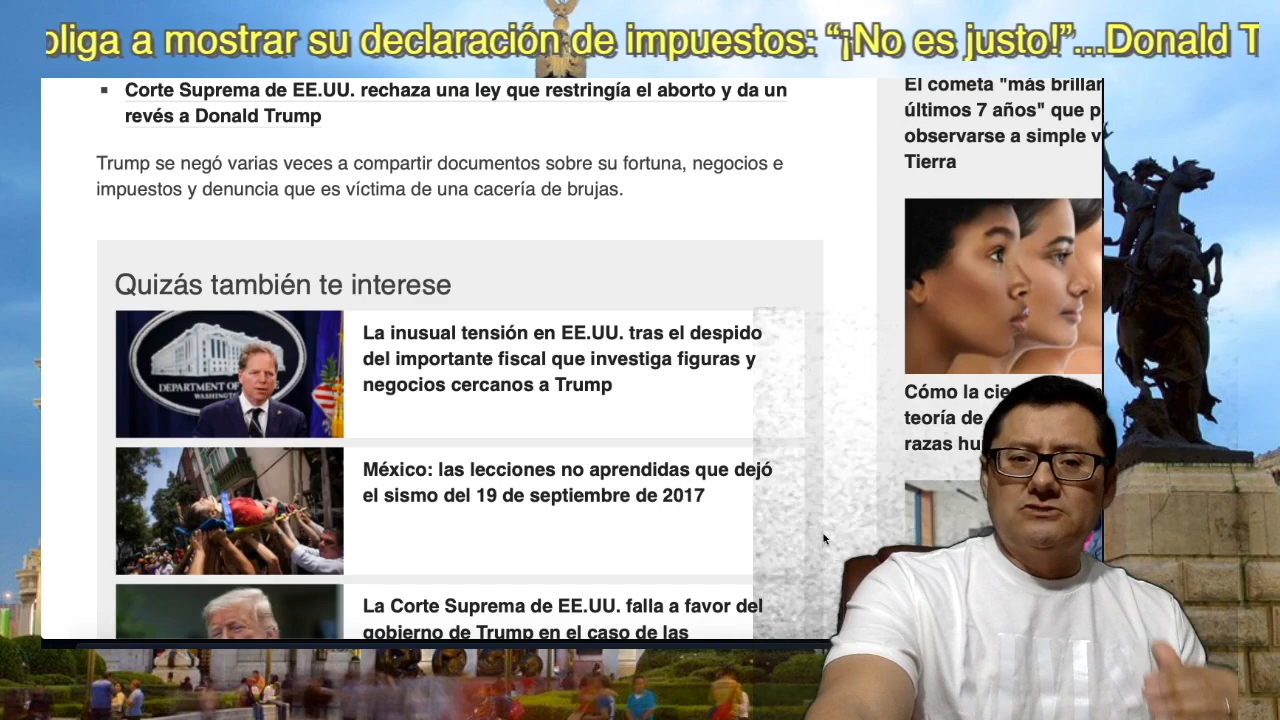 bliga a mostrar su declaración de impuestos: “¡No es justo!”...Donald T
Corte Suprema de EE.UU. rechaza una ley que restringía el aborto y da un
revés a Donald Trump
Trump se negó varias veces a compartir documentos sobre su fortuna, negocios e
impuestos y denuncia que es víctima de una cacería de brujas.
Quizás también te interese
DEPARTMENT OF
WASHINGTON
La inusual tensión en EE.UU. tras el despido
del importante fiscal que investiga figuras y
negocios cercanos a Trump
México: las lecciones no aprendidas que dejó
el sismo del 19 de septiembre de 2017
La Corte Suprema de EE.UU. falla a favor del
gobierno de Trump en el caso de las
El cometa "más brillan
últimos 7 años" que p
observarse a simple v
Tierra
Cómo la cie
teoría de
razas hu